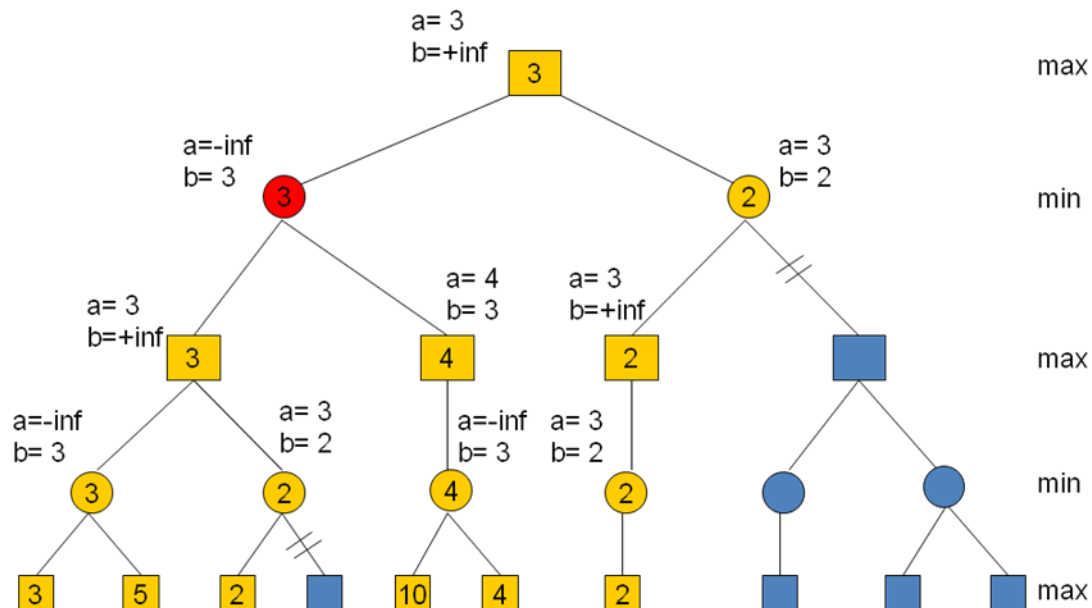 a= 3
b=+inf
3
max
a=-inf
b= 3
3
a= 3
b= 2
2
min
a= 3
b=+inf
3
a= 4
b= 3
4
a= 3
b=+inf
2
max
a=-inf
b= 3
3
a= 3
b= 2
2
a=-inf
b= 3
4
a= 3
b= 2
2
min
3
5
2
10
4
2
max